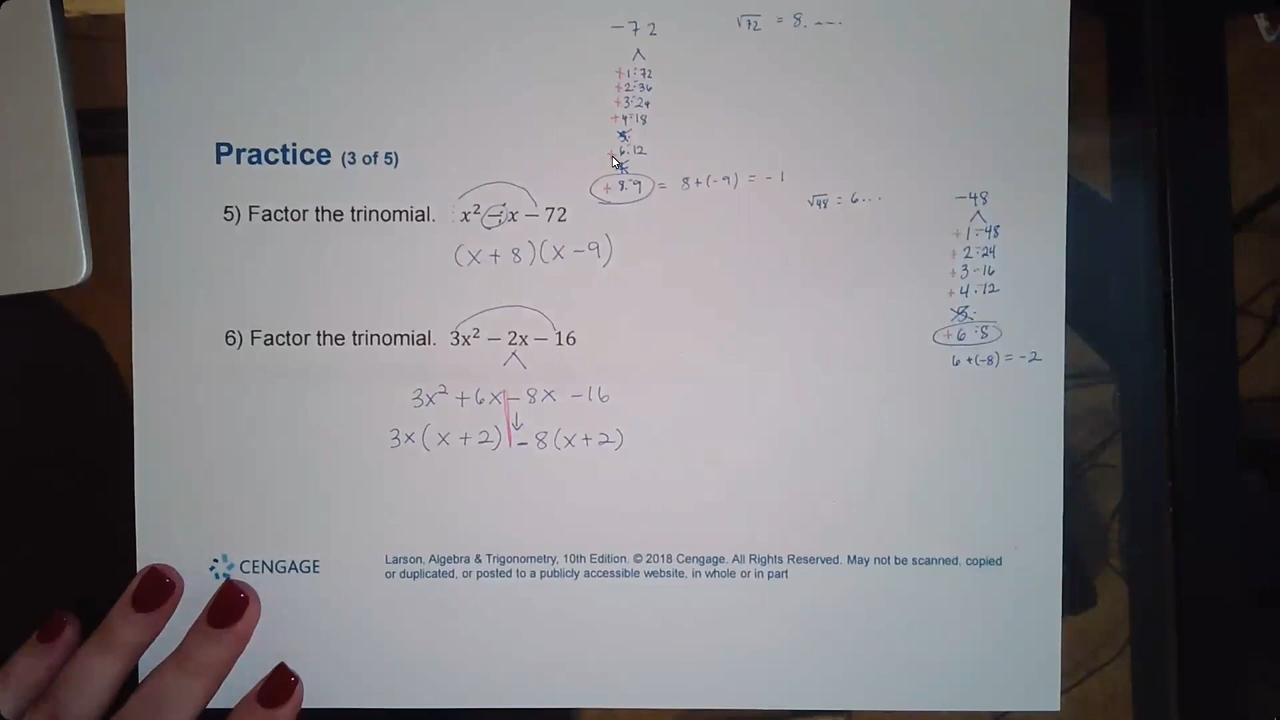 -72
√72 = 8. ....
∧
+1·-72
+2·-36
+3·-24
+4·-18
5·
+6·-12
+8·-9 = 8+(-9) = -1
Practice (3 of 5)
5) Factor the trinomial. x² - x - 72
(x + 8)(x - 9)
√48 = 6...
-48
∧
+1·-48
+2·-24
+3·-16
+4·-12
5·
+6·-8
6+(-8) = -2
6) Factor the trinomial. 3x² - 2x - 16
∧
3x² + 6x - 8x - 16
3x(x + 2) - 8(x + 2)
CENGAGE
Larson, Algebra & Trigonometry, 10th Edition. © 2018 Cengage. All Rights Reserved. May not be scanned, copied
or duplicated, or posted to a publicly accessible website, in whole or in part